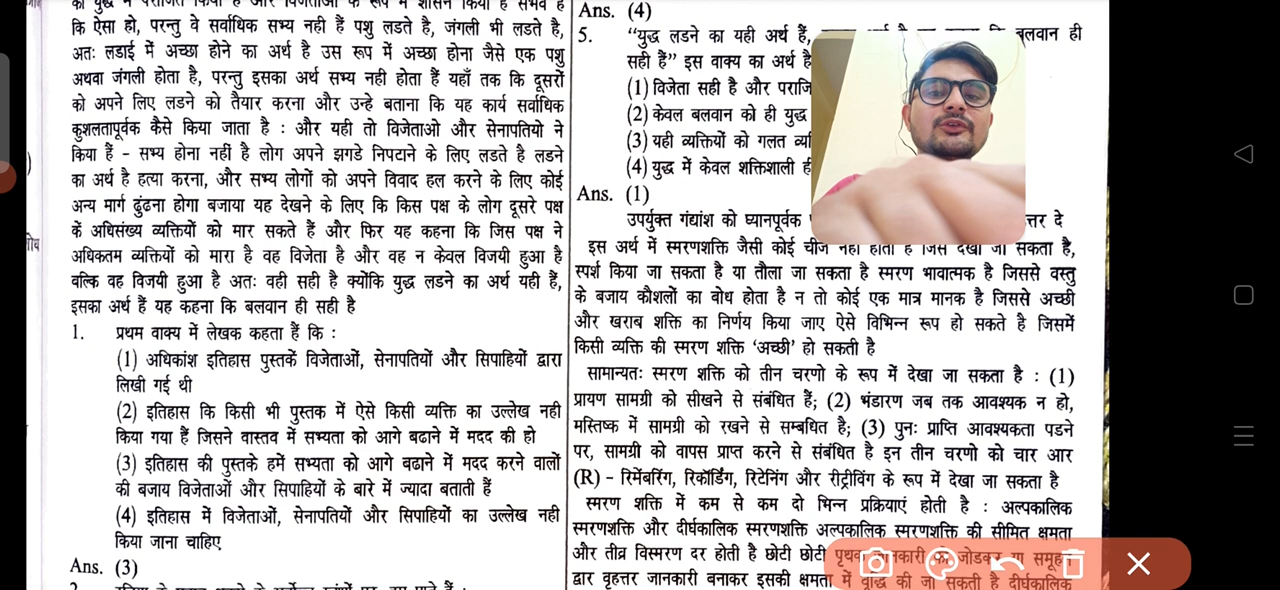 कि ऐसा हो, परन्तु वे सर्वाधिक सभ्य नही हैं पशु लडते है, जंगली भी लडते है,
अतः लडाई में अच्छा होने का अर्थ है उस रूप में अच्छा होना जैसे एक पशु
अथवा जंगली होता है, परन्तु इसका अर्थ सभ्य नही होता हैं यहाँ तक कि दूसरों
को अपने लिए लडने को तैयार करना और उन्हे बताना कि यह कार्य सर्वाधिक
कुशलतापूर्वक कैसे किया जाता है : और यही तो विजेताओ और सेनापतियो ने
किया हैं - सभ्य होना नहीं है लोग अपने झगडे निपटाने के लिए लडते है लडने
का अर्थ है हत्या करना, और सभ्य लोगों को अपने विवाद हल करने के लिए कोई
अन्य मार्ग ढुंढना होगा बजाया यह देखने के लिए कि किस पक्ष के लोग दूसरे पक्ष
कें अधिसंख्य व्यक्तियों को मार सकते हैं और फिर यह कहना कि जिस पक्ष ने
अधिकतम व्यक्तियों को मारा है वह विजेता है और वह न केवल विजयी हुआ है
वल्कि वह विजयी हुआ है अतः वही सही है क्योंकि युद्ध लडने का अर्थ यही हैं,
इसका अर्थ हैं यह कहना कि बलवान ही सही है
1. प्रथम वाक्य में लेखक कहता हैं कि :
(1) अधिकांश इतिहास पुस्तकें विजेताओं, सेनापतियों और सिपाहियों द्वारा
लिखी गई थी
(2) इतिहास कि किसी भी पुस्तक में ऐसे किसी व्यक्ति का उल्लेख नही
किया गया हैं जिसने वास्तव में सभ्यता को आगे बढाने में मदद की हो
(3) इतिहास की पुस्तके हमें सभ्यता को आगे बढाने में मदद करने वालों
की बजाय विजेताओं और सिपाहियों के बारे में ज्यादा बताती हैं
(4) इतिहास में विजेताओं, सेनापतियों और सिपाहियों का उल्लेख नही
किया जाना चाहिए
Ans. (3)
Ans. (4)
5. “युद्ध लडने का यही अर्थ हैं, बलवान ही
सही हैं” इस वाक्य का अर्थ है
(1) विजेता सही है और
(2) केवल बलवान को ही युद्ध
(3) यही व्यक्तियों को गलत
(4) युद्ध में केवल शक्तिशाली
Ans. (1)
उपर्युक्त गंद्यांश को ध्यानपूर्वक दे
इस अर्थ में स्मरणशक्ति जैसी कोई चीज नहीं होती है जिसे देखा जा सकता है,
स्पर्श किया जा सकता है या तौला जा सकता है स्मरण भावात्मक है जिससे वस्तु
के बजाय कौशलों का बोध होता है न तो कोई एक मात्र मानक है जिससे अच्छी
और खराब शक्ति का निर्णय किया जाए ऐसे विभिन्न रूप हो सकते है जिसमें
किसी व्यक्ति की स्मरण शक्ति ‘अच्छी’ हो सकती है
सामान्यतः स्मरण शक्ति को तीन चरणो के रूप में देखा जा सकता है : (1)
प्रायण सामग्री को सीखने से संबंधित हैं; (2) भंडारण जब तक आवश्यक न हो,
मस्तिष्क में सामग्री को रखने से सम्बधित है; (3) पुनः प्राप्ति आवश्यकता पडने
पर, सामग्री को वापस प्राप्त करने से संबंधित है इन तीन चरणो को चार आर
(R) - रिमेंबरिंग, रिकॉर्डिंग, रिटेनिंग और रीट्रीविंग के रूप में देखा जा सकता है
स्मरण शक्ति में कम से कम दो भिन्न प्रक्रियाएं होती है : अल्पकालिक
स्मरणशक्ति और दीर्घकालिक स्मरणशक्ति अल्पकालिक स्मरणशक्ति की सीमित क्षमता
और तीव्र विस्मरण दर होती है छोटी छोटी पृथक जानकारी को जोडकर या समूहन
द्वार वृहत्तर जानकारी बनाकर इसकी क्षमता में वृद्धि की जा सकती है दीर्घकालिक